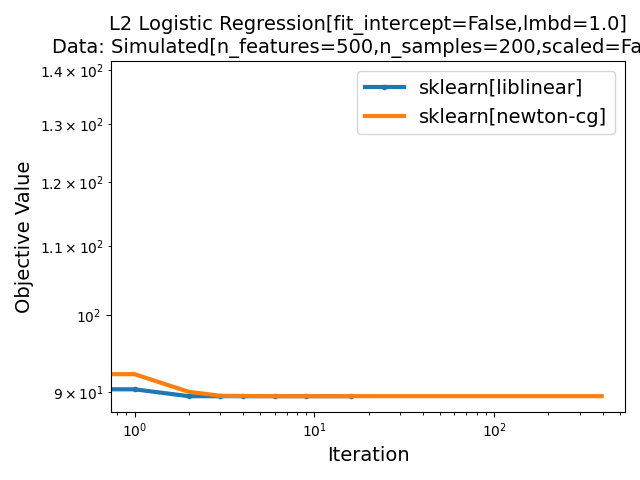 L2 Logistic Regression[fit_intercept=False,lmbd=1.0]
Data: Simulated[n_features=500,n_samples=200,scaled=Fa
1.4 × 10²
1.3 × 10²
1.2 × 10²
1.1 × 10²
10²
9 × 10¹
Objective Value
sklearn[liblinear]
sklearn[newton-cg]
10⁰ 10¹ 10²
Iteration